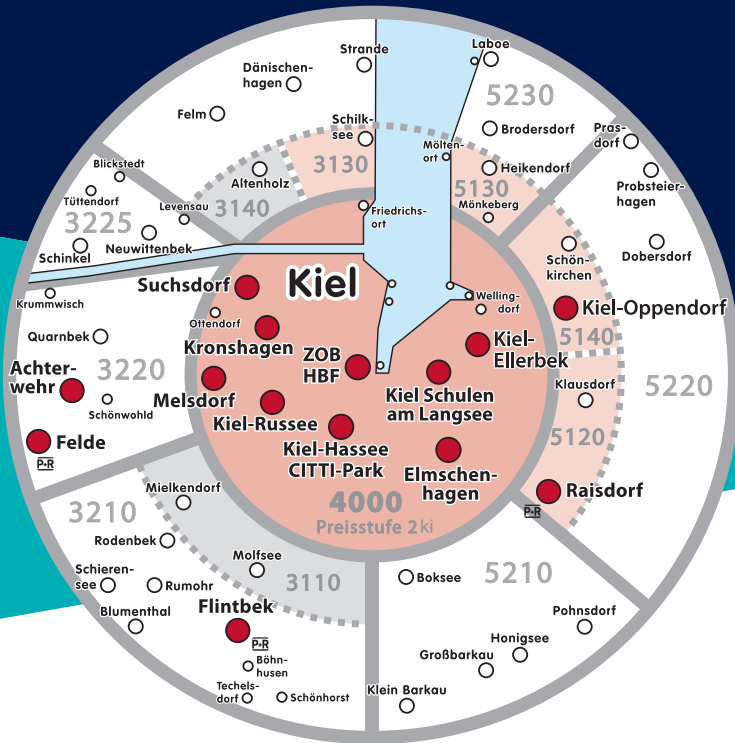 Strande
Laboe
Dänischen-
hagen
5230
Felm
Schilk-
see
Brodersdorf
Pras-
dorf
Blickstedt
3130
Mölten-
ort
Heikendorf
Altenholz
5130
Probsteier-
hagen
Tüttendorf
Levensau
3140
Mönkeberg
3225
Friedrichs-
ort
Neuwittenbek
Schön-
kirchen
Dobersdorf
Schinkel
Suchsdorf
Kiel
Krummwisch
Welling-
dorf
Kiel-Oppendorf
Ottendorf
Quarnbek
Kronshagen
5140
Kiel-
Ellerbek
ZOB
HBF
Achter-
wehr
3220
Melsdorf
Klausdorf
5220
Kiel Schulen
am Langsee
Schönwohld
Kiel-Russee
5120
Felde
P+R
Kiel-Hassee
CITTI-Park
Elmschen-
hagen
Raisdorf
P+R
Mielkendorf
4000
Preisstufe 2ki
3210
Rodenbek
Molfsee
5210
Schieren-
see
Rumohr
3110
Boksee
Flintbek
P+R
Blumenthal
Pohnsdorf
Honigsee
Großbarkau
Böhn-
husen
Techels-
dorf
Schönhorst
Klein Barkau